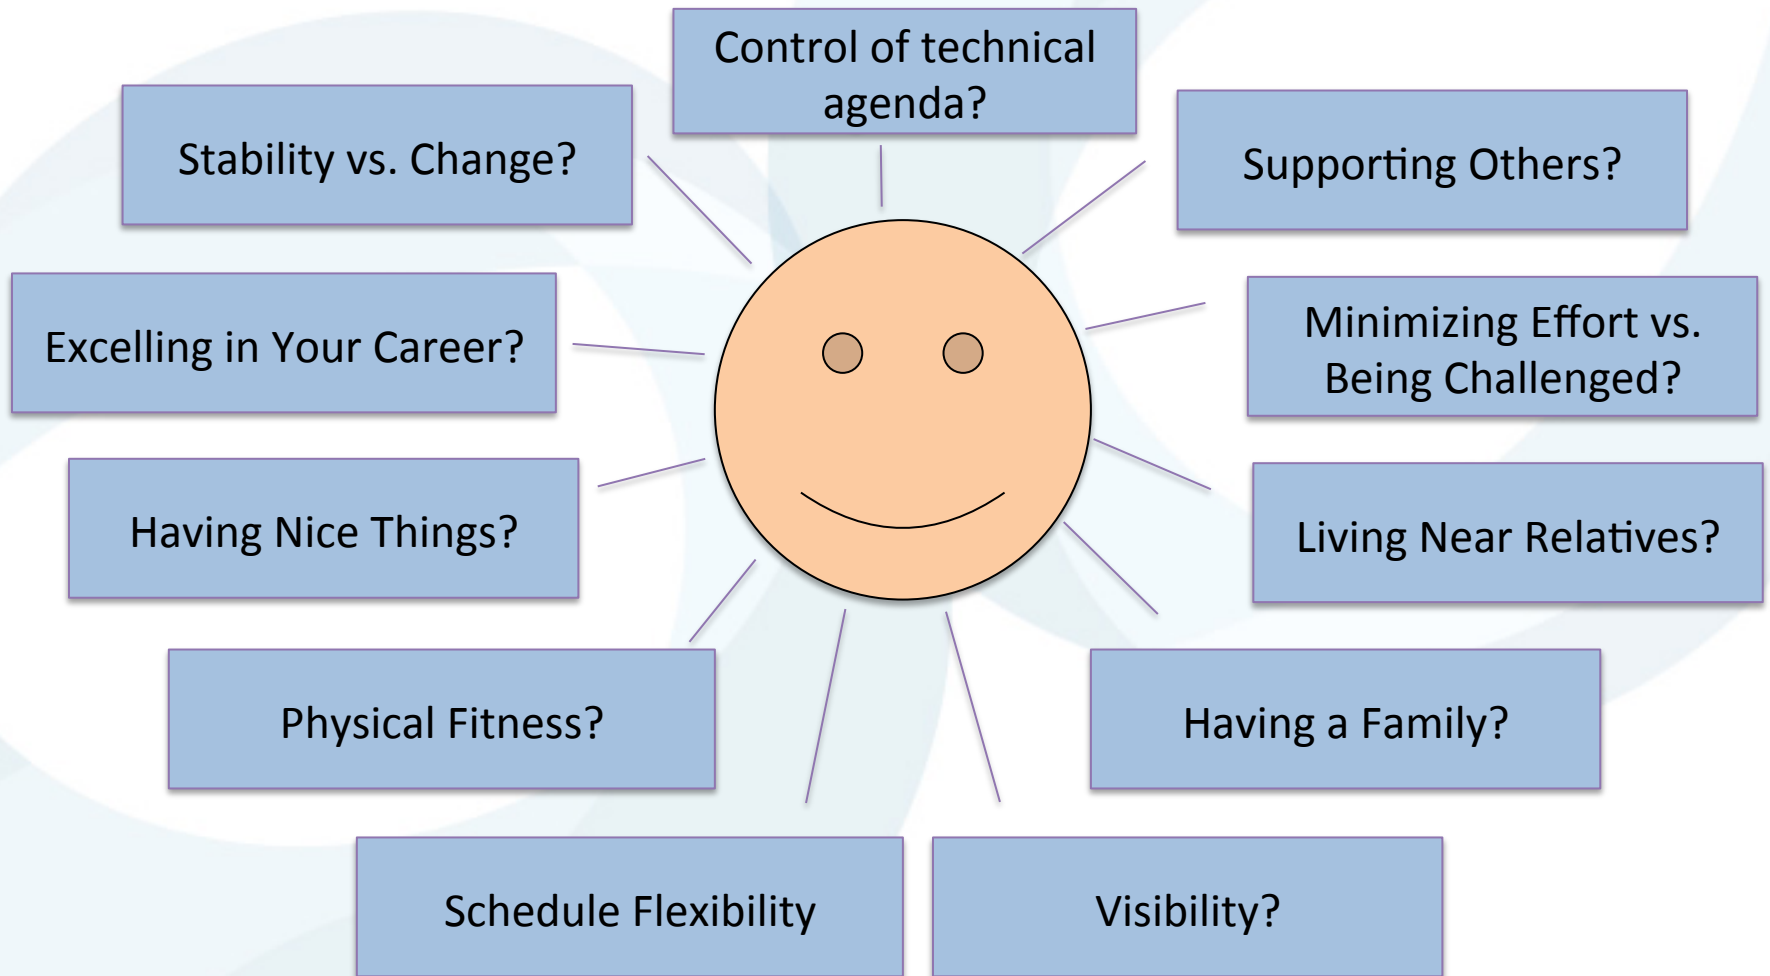 Control of technical
agenda?
Stability vs. Change?
Supporting Others?
Excelling in Your Career?
Minimizing Effort vs.
Being Challenged?
Having Nice Things?
Living Near Relatives?
Physical Fitness?
Having a Family?
Schedule Flexibility
Visibility?